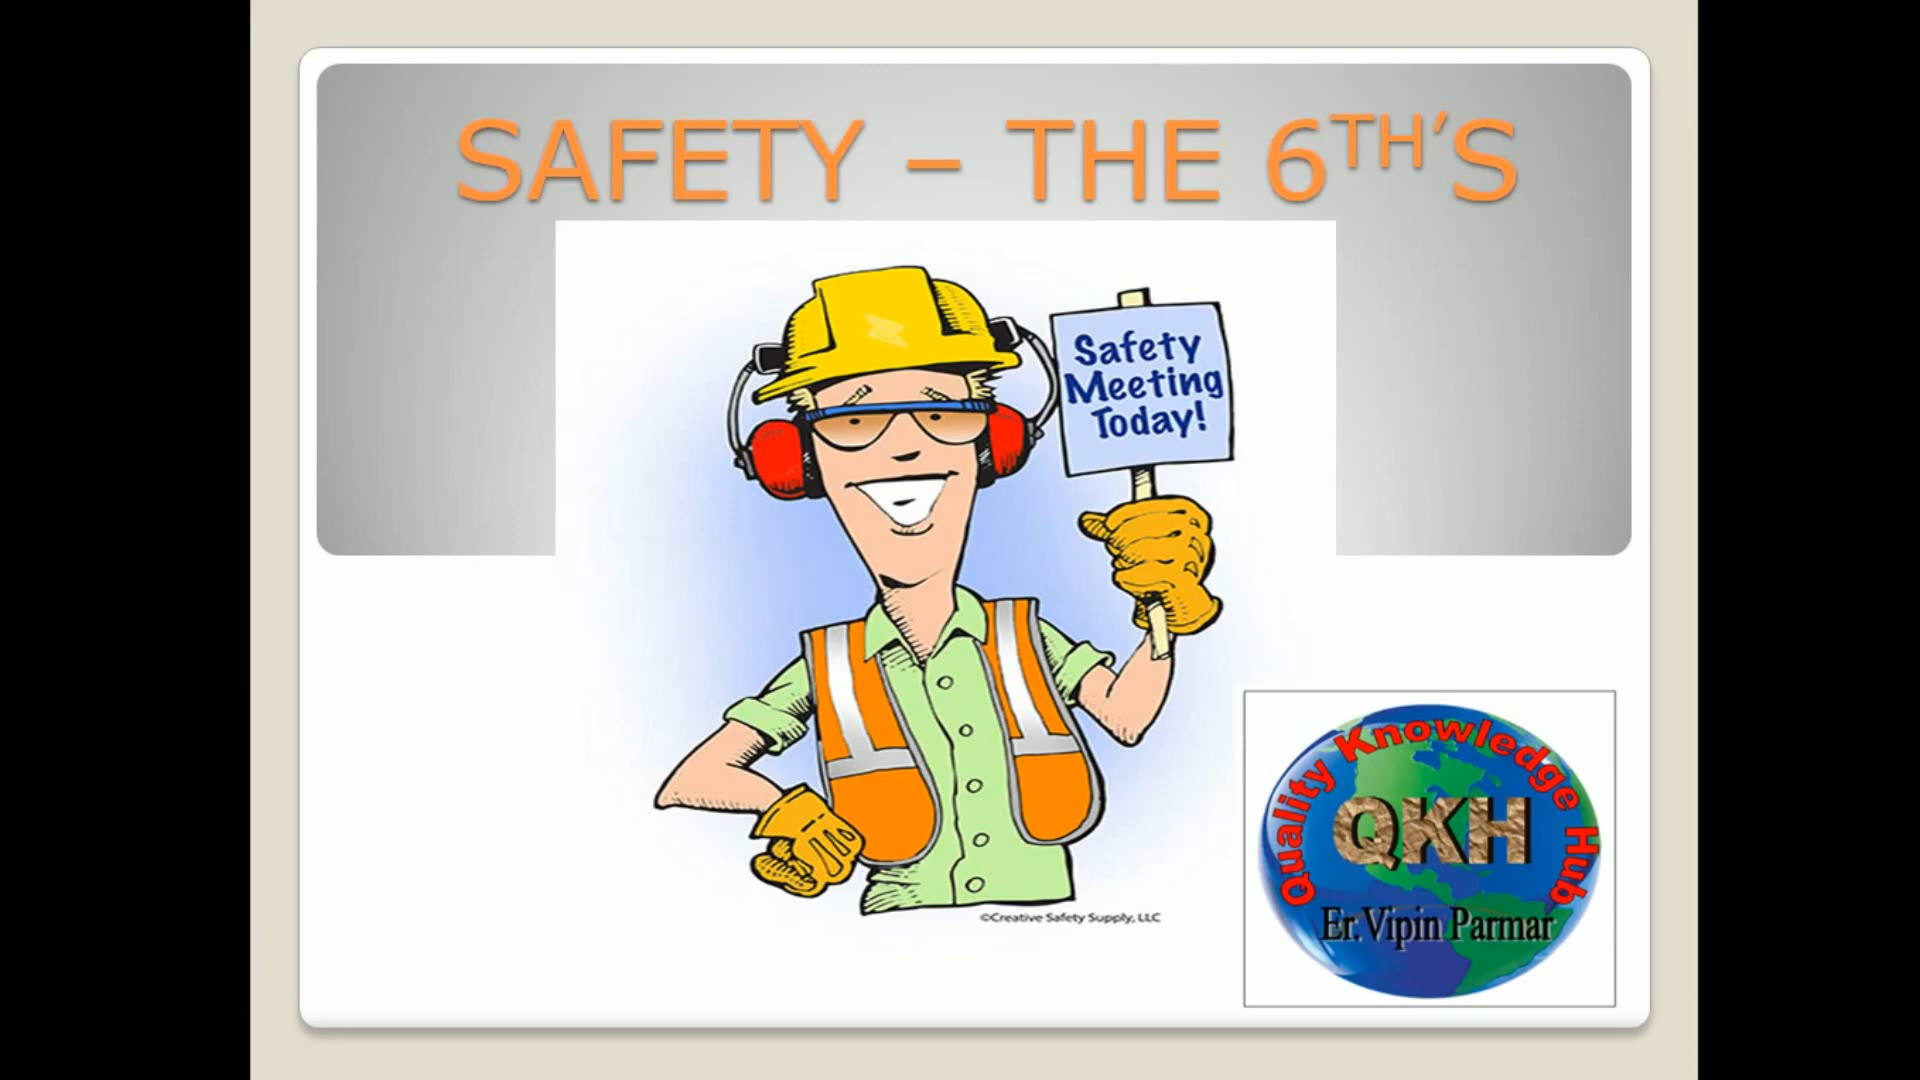 SAFETY – THE 6TH'S
Safety
Meeting
Today!
©Creative Safety Supply, LLC
Quality Knowledge Hub
QKH
Er. Vipin Parmar